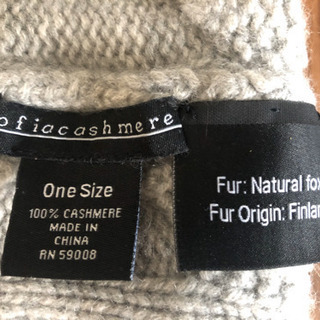 ofiacashmere
One Size
100% CASHMERE
MADE IN
CHINA
RN 59008
Fur: Natural fox
Fur Origin: Finlan